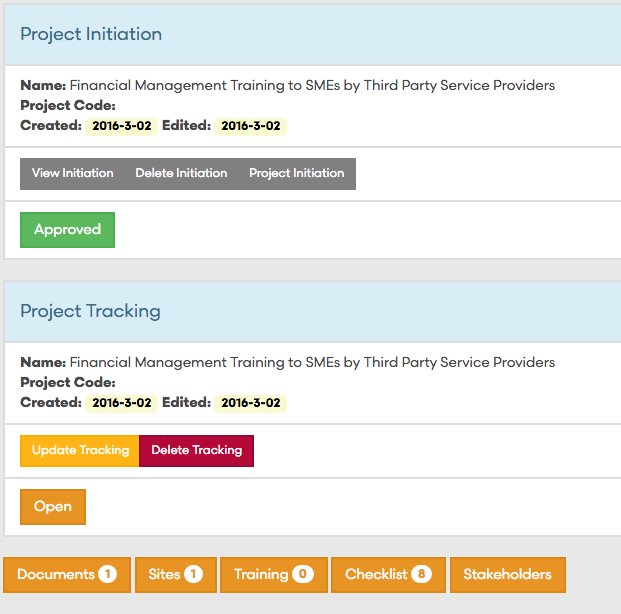 Project Initiation
Name: Financial Management Training to SMEs by Third Party Service Providers
Project Code:
Created: 2016-3-02 Edited: 2016-3-02
View Initiation Delete Initiation Project Initiation
Approved
Project Tracking
Name: Financial Management Training to SMEs by Third Party Service Providers
Project Code:
Created: 2016-3-02 Edited: 2016-3-02
Update Tracking Delete Tracking
Open
Documents 1 Sites 1 Training 0 Checklist 8 Stakeholders